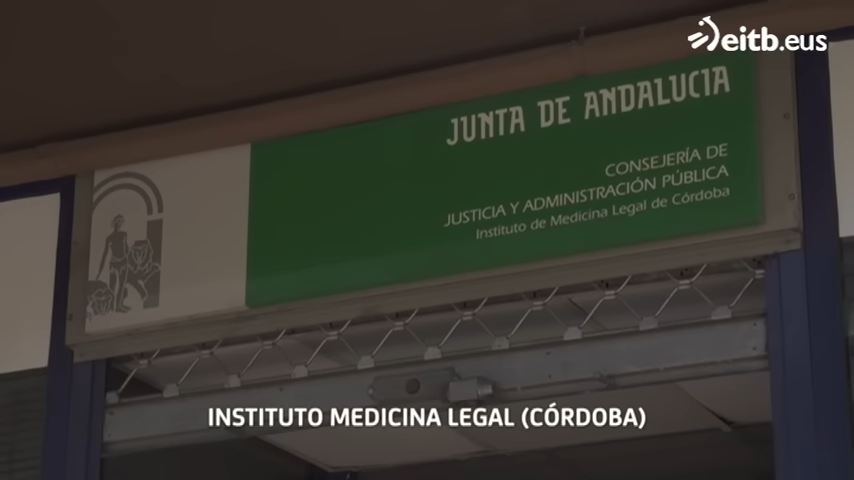 eitb.eus
JUNTA DE ANDALUCIA
CONSEJERÍA DE
JUSTICIA Y ADMINISTRACIÓN PÚBLICA
Instituto de Medicina Legal de Córdoba
INSTITUTO MEDICINA LEGAL (CÓRDOBA)